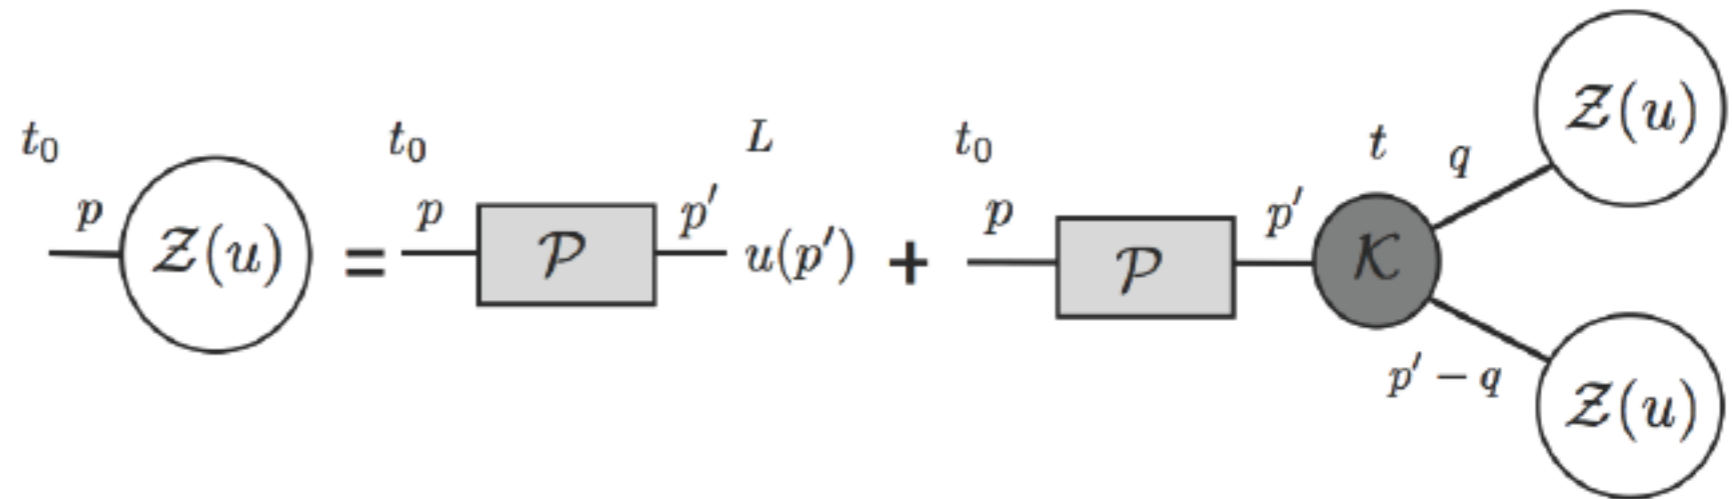 t₀ p 𝒵(u) = t₀ p 𝒫 p′ L u(p′) + t₀ p 𝒫 p′ t 𝒦 q 𝒵(u)
p′ − q 𝒵(u)